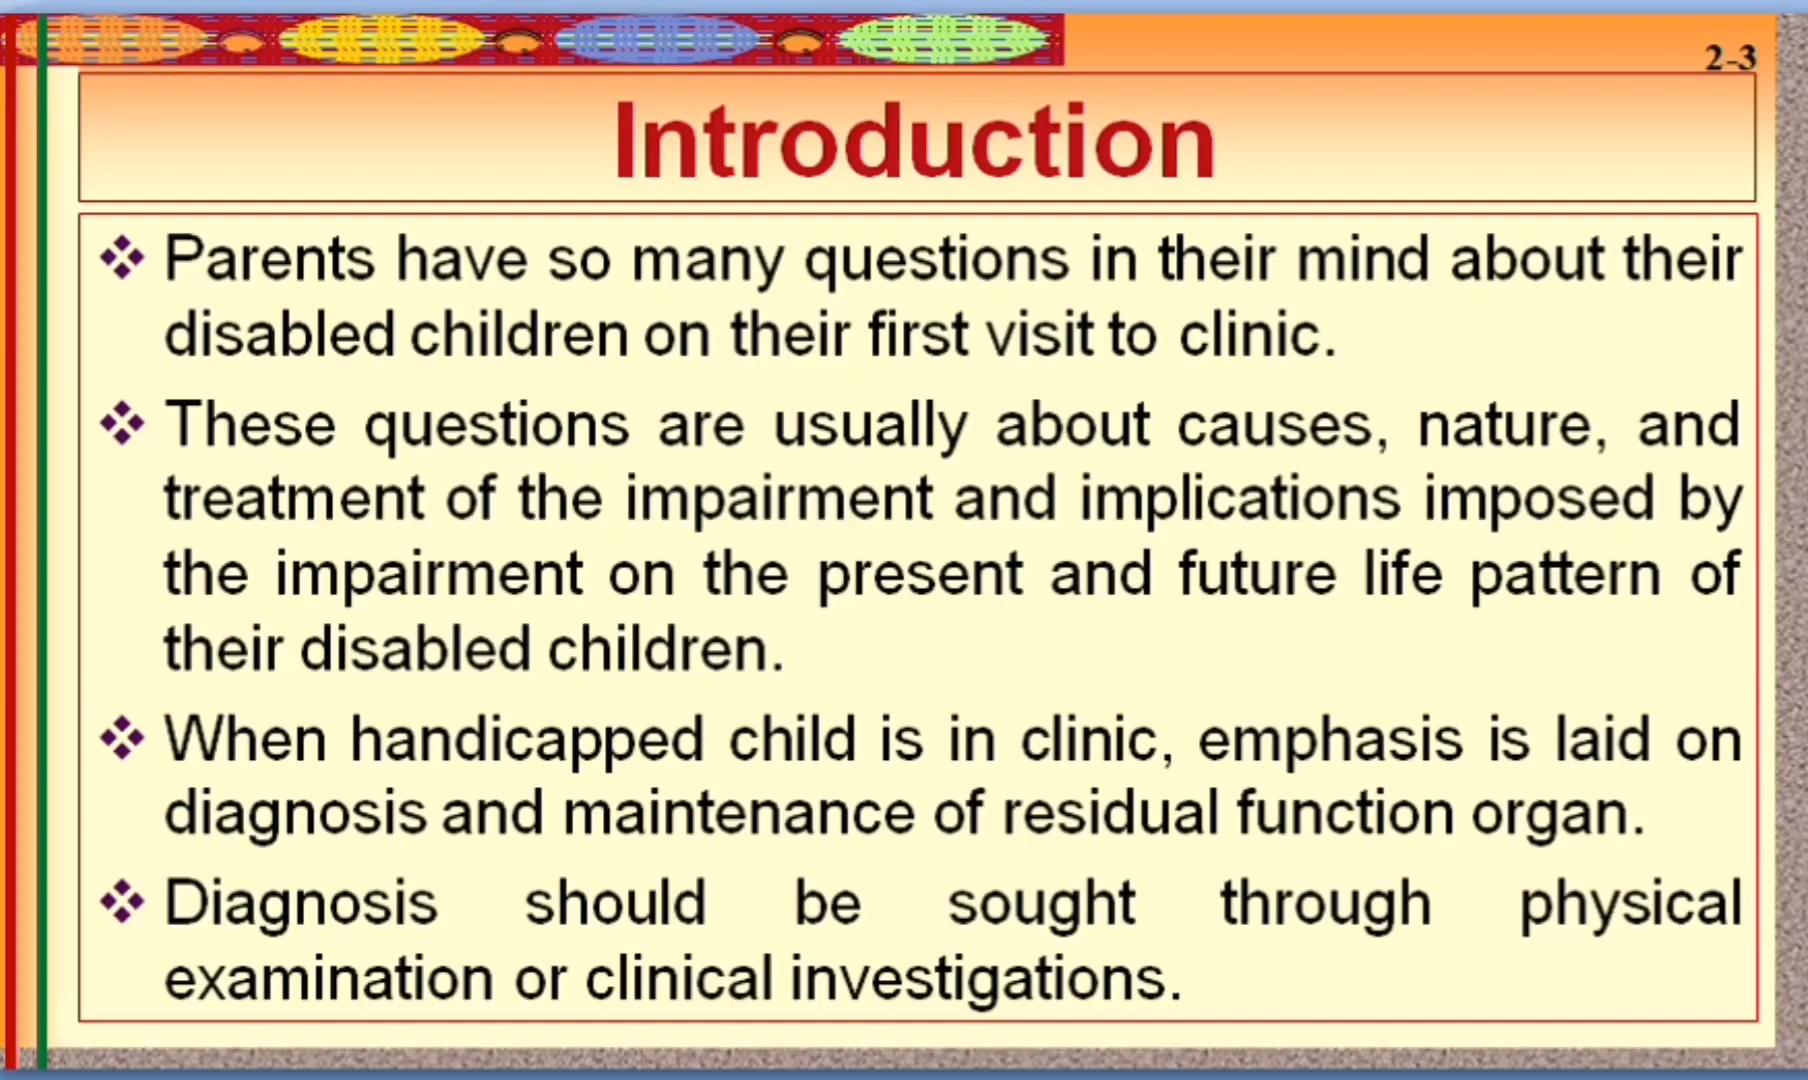 2-3
Introduction
Parents have so many questions in their mind about their
disabled children on their first visit to clinic.
These questions are usually about causes, nature, and
treatment of the impairment and implications imposed by
the impairment on the present and future life pattern of
their disabled children.
When handicapped child is in clinic, emphasis is laid on
diagnosis and maintenance of residual function organ.
Diagnosis should be sought through physical
examination or clinical investigations.